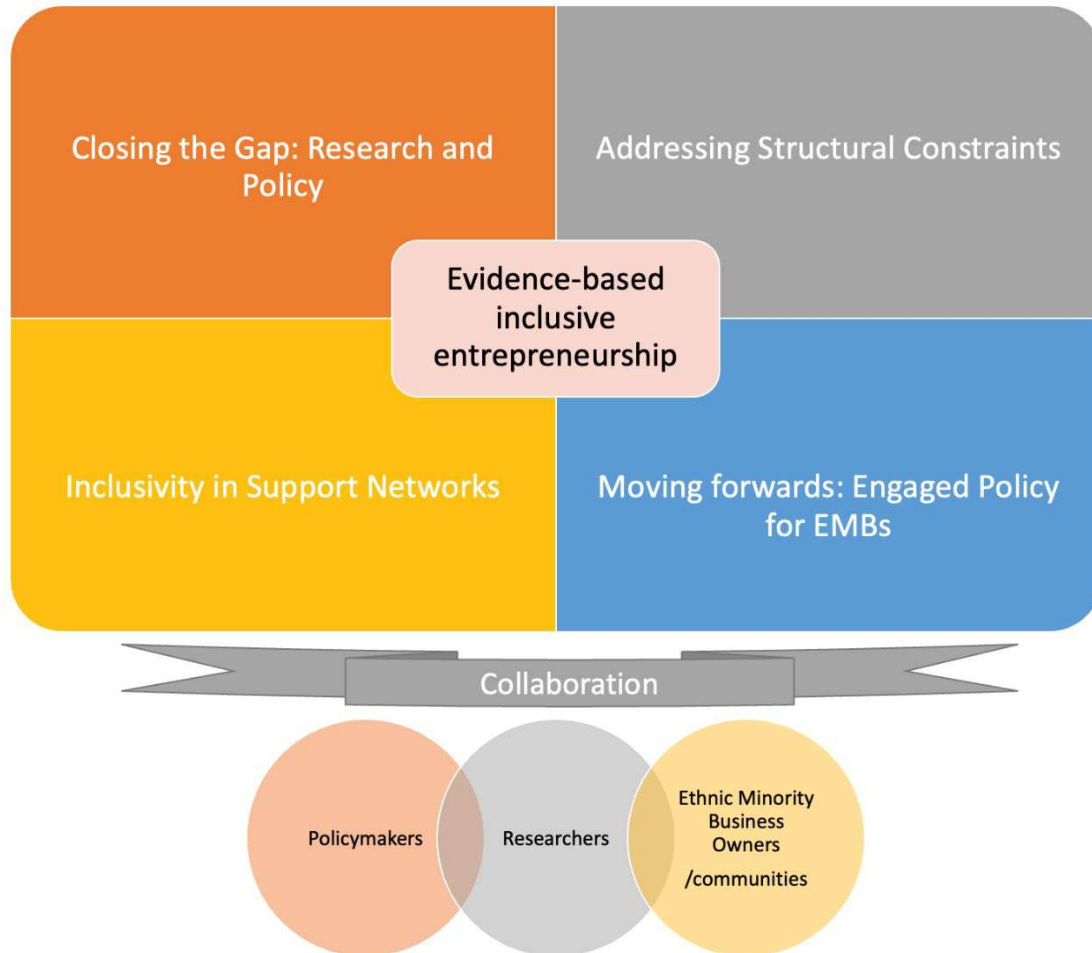 Closing the Gap: Research and
Policy
Addressing Structural Constraints
Evidence-based
inclusive
entrepreneurship
Inclusivity in Support Networks
Moving forwards: Engaged Policy
for EMBs
Collaboration
Policymakers
Researchers
Ethnic Minority
Business
Owners
/communities